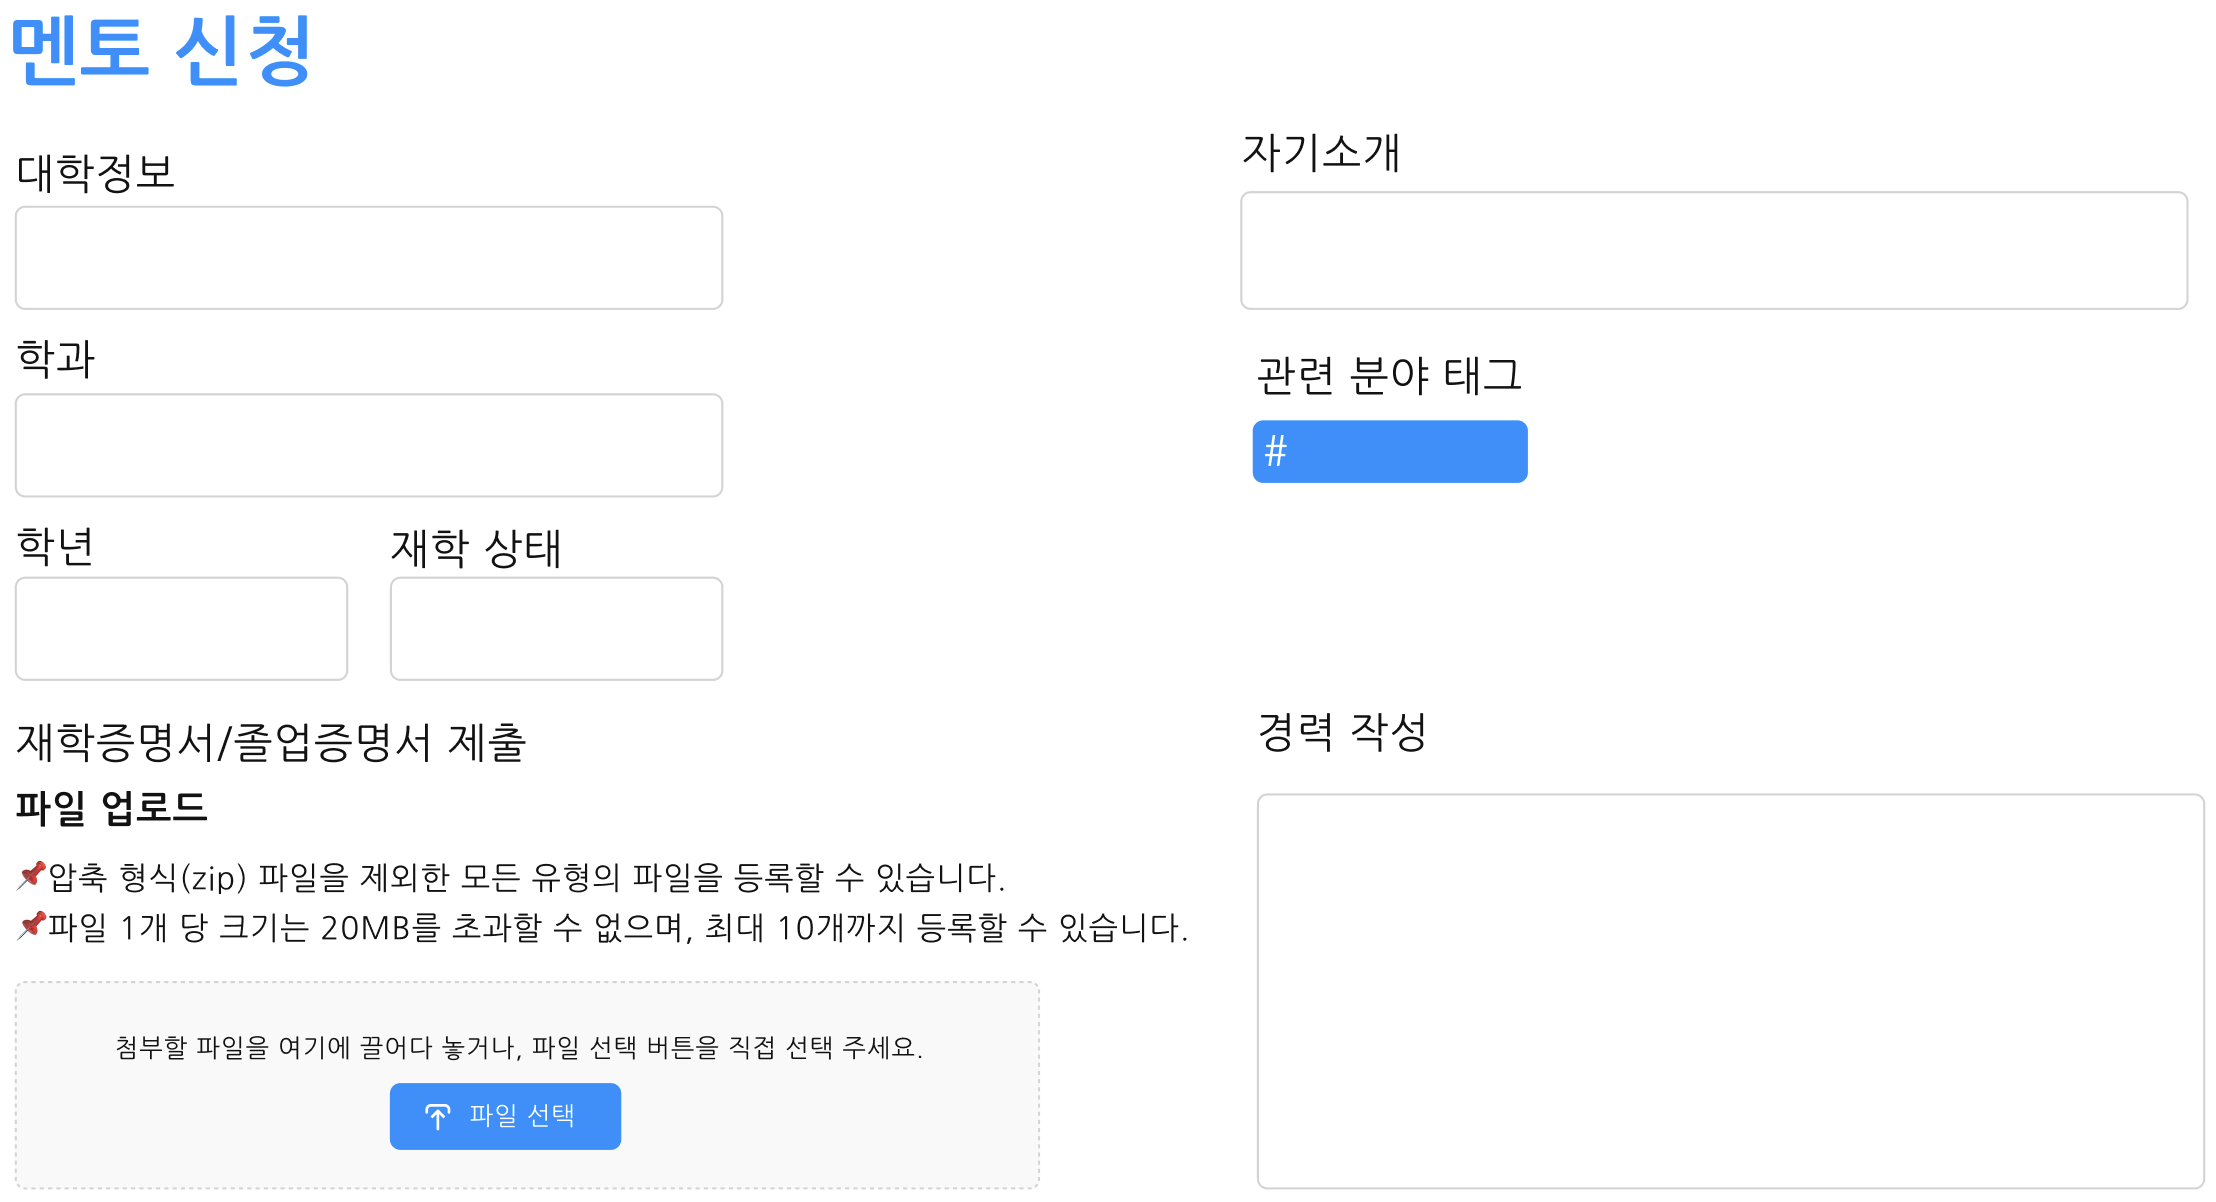 멘토 신청
대학정보
학과
학년
재학 상태
재학증명서/졸업증명서 제출
파일 업로드
📌압축 형식(zip) 파일을 제외한 모든 유형의 파일을 등록할 수 있습니다.
📌파일 1개 당 크기는 20MB를 초과할 수 없으며, 최대 10개까지 등록할 수 있습니다.
첨부할 파일을 여기에 끌어다 놓거나, 파일 선택 버튼을 직접 선택 주세요.
파일 선택
자기소개
관련 분야 태그
#
경력 작성